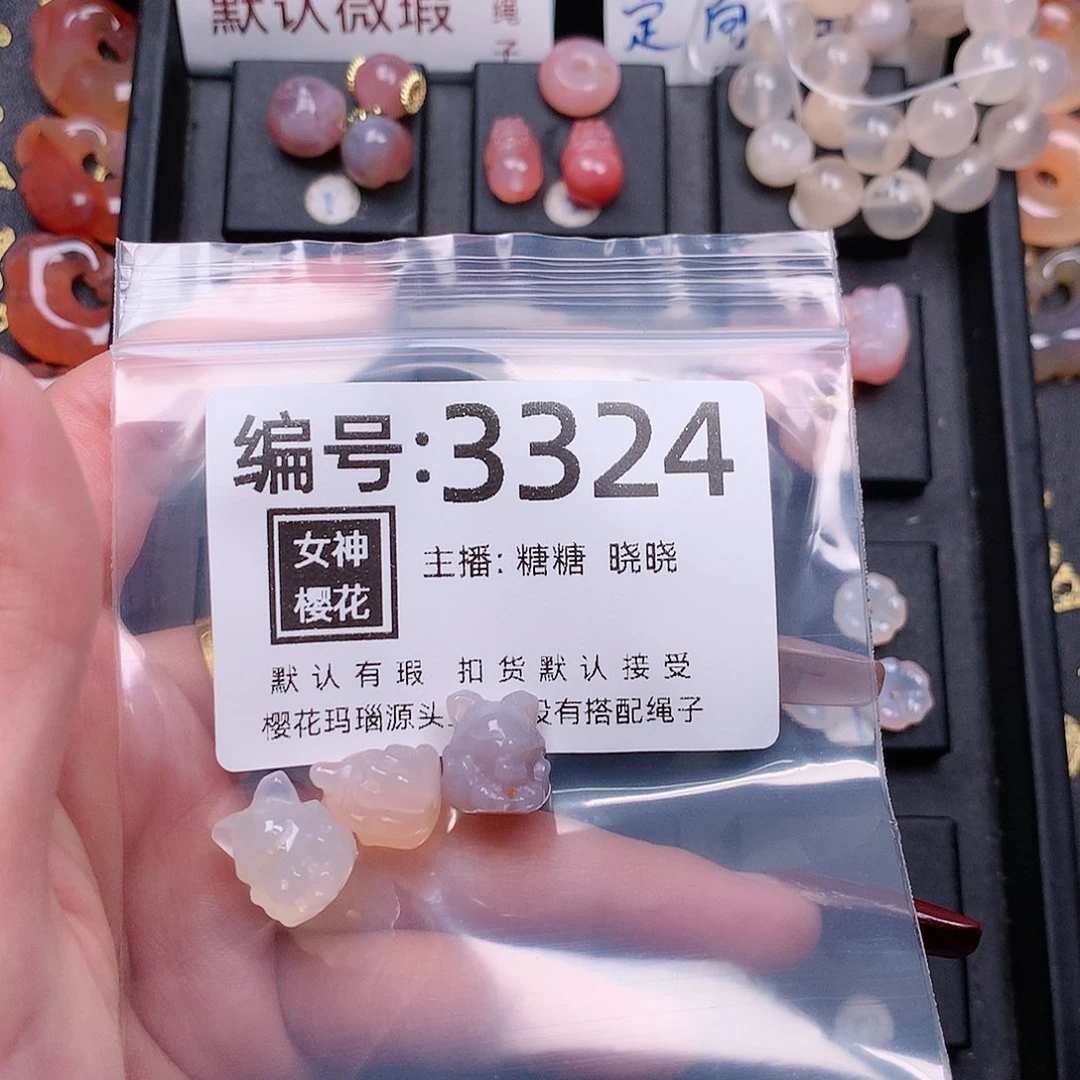 默认微瑕
绳
子
定向
编号:3324
女神
樱花
主播: 糖糖 晓晓
默认有瑕 扣货默认接受
樱花玛瑙源头 没有搭配绳子